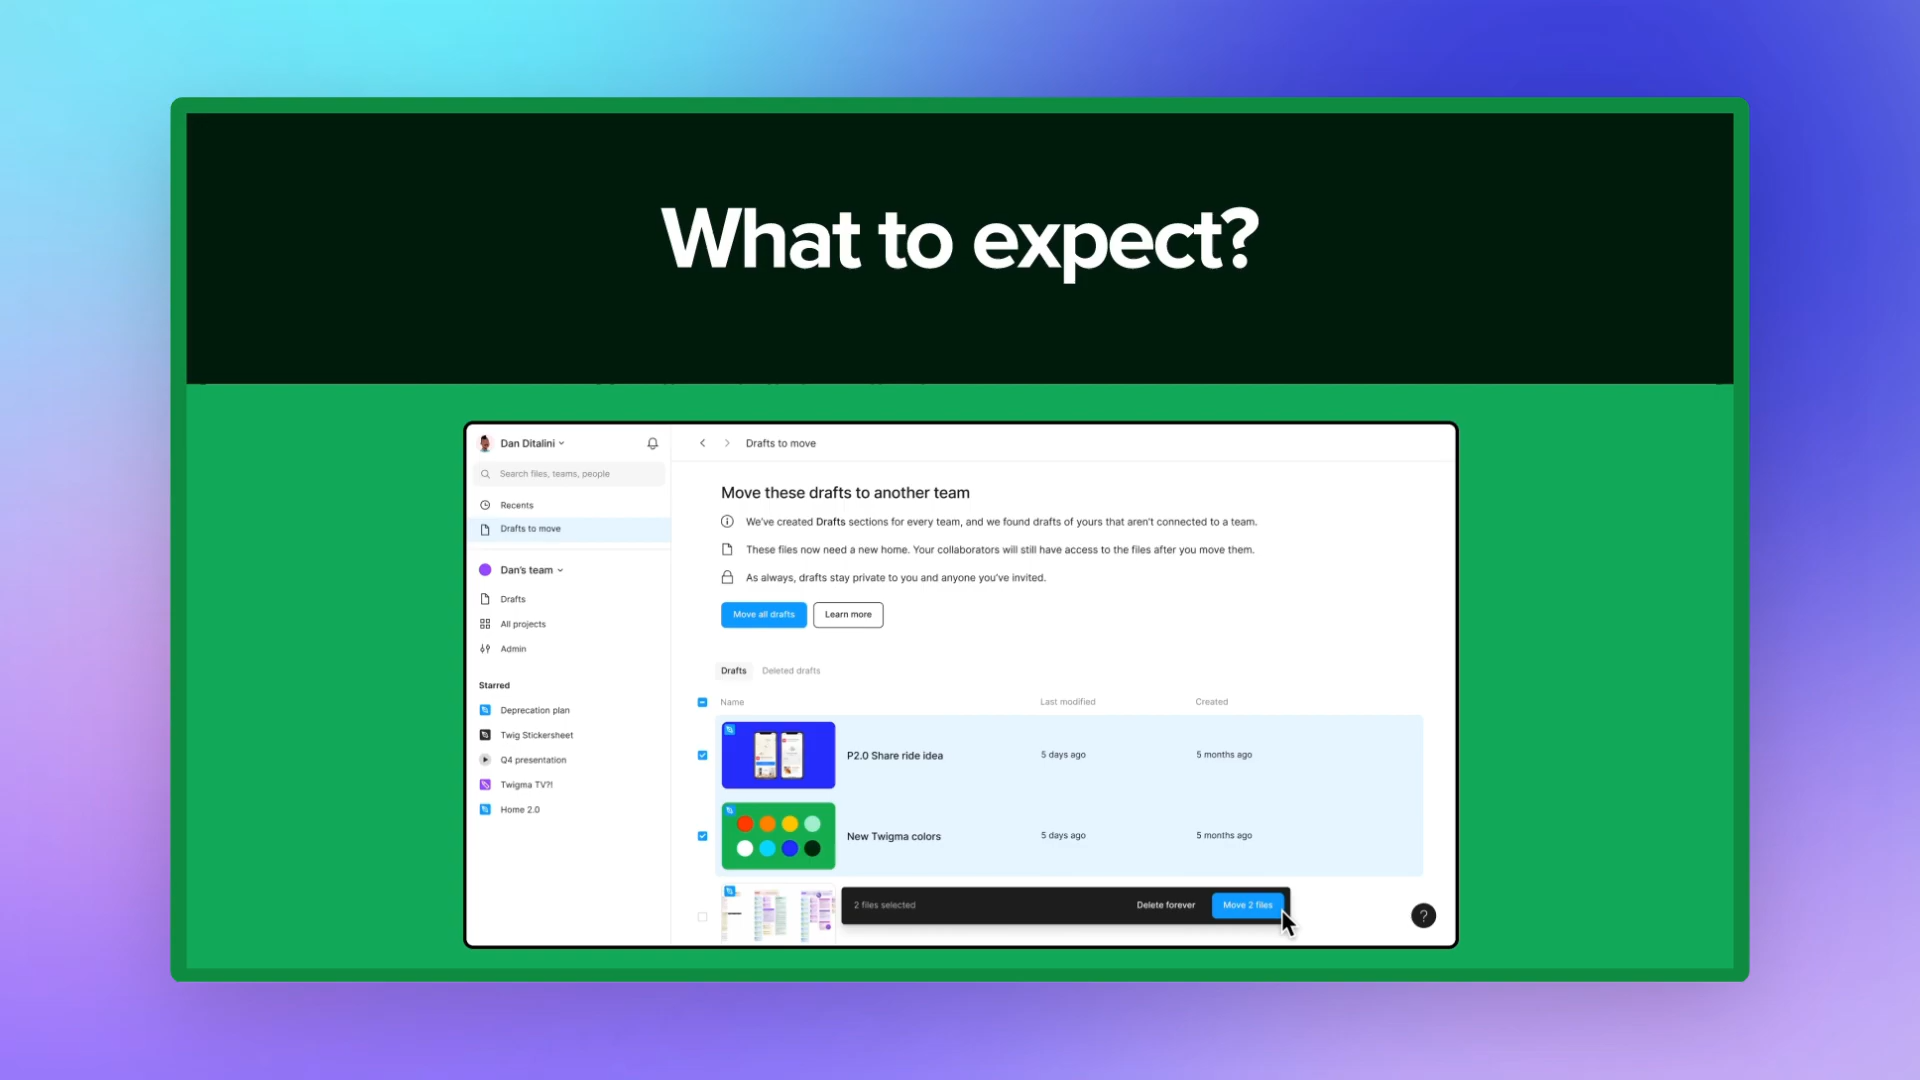 What to expect?
Dan Ditalini
Search files, teams, people
Recents
Drafts to move
Dan's team
Drafts
All projects
Admin
Starred
Deprecation plan
Twig Stickersheet
Q4 presentation
Twigma TV?!
Home 2.0
Drafts to move
Move these drafts to another team
We've created Drafts sections for every team, and we found drafts of yours that aren't connected to a team.
These files now need a new home. Your collaborators will still have access to the files after you move them.
As always, drafts stay private to you and anyone you've invited.
Move all drafts Learn more
Drafts Deleted drafts
Name Last modified Created
P2.0 Share ride idea 5 days ago 5 months ago
New Twigma colors 5 days ago 5 months ago
2 files selected Delete forever Move 2 files
?